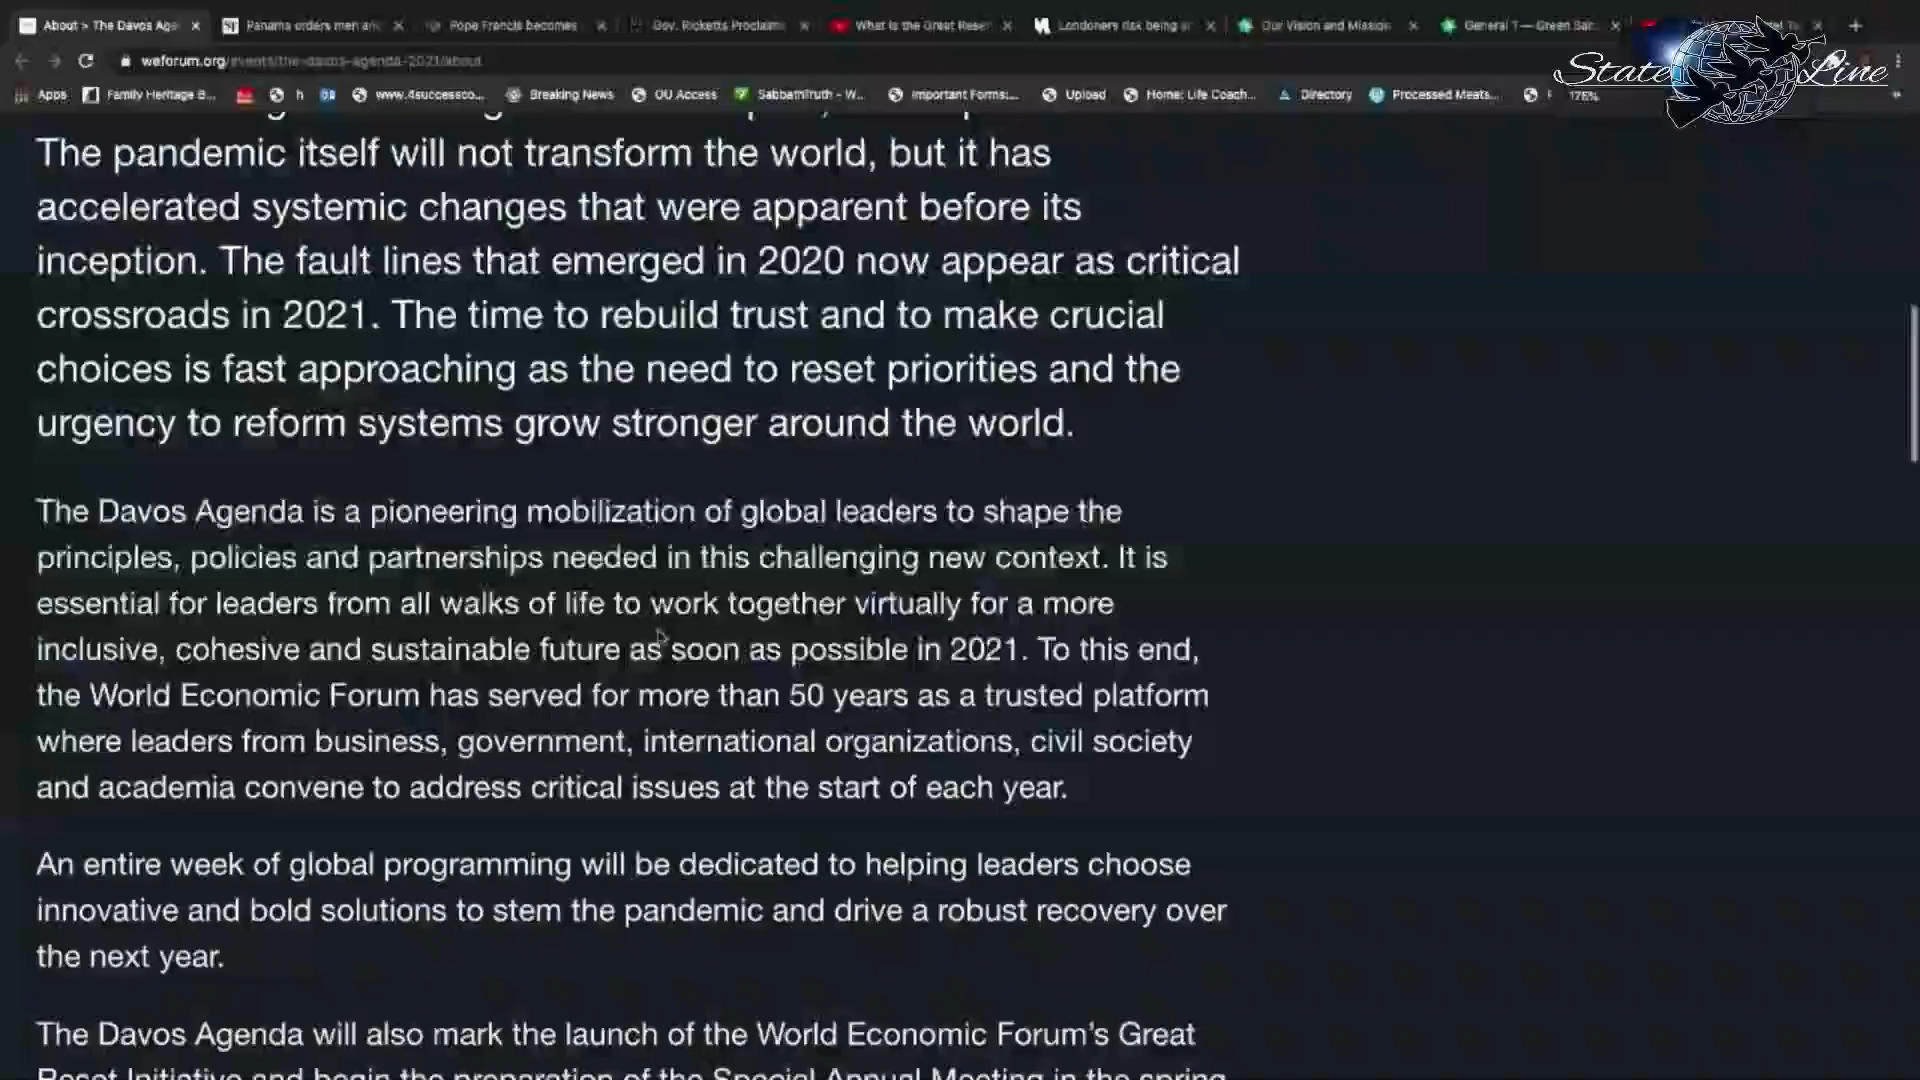 About > The Davos Age
Panama orders men and
Pope Francis becomes
Gov. Ricketts Proclaims
What is the Great Reset
Londoners risk being
Our Vision and Mission
General 1 — Green Sab
weforum.org/events/the-davos-agenda-2021/about
Apps
Family Heritage B...
h
www.4successco...
Breaking News
OU Access
SabbathTruth - W...
Important Forms:...
Upload
Home: Life Coach...
Directory
Processed Meats...
175%
State Line
The pandemic itself will not transform the world, but it has
accelerated systemic changes that were apparent before its
inception. The fault lines that emerged in 2020 now appear as critical
crossroads in 2021. The time to rebuild trust and to make crucial
choices is fast approaching as the need to reset priorities and the
urgency to reform systems grow stronger around the world.
The Davos Agenda is a pioneering mobilization of global leaders to shape the
principles, policies and partnerships needed in this challenging new context. It is
essential for leaders from all walks of life to work together virtually for a more
inclusive, cohesive and sustainable future as soon as possible in 2021. To this end,
the World Economic Forum has served for more than 50 years as a trusted platform
where leaders from business, government, international organizations, civil society
and academia convene to address critical issues at the start of each year.
An entire week of global programming will be dedicated to helping leaders choose
innovative and bold solutions to stem the pandemic and drive a robust recovery over
the next year.
The Davos Agenda will also mark the launch of the World Economic Forum's Great
Reset Initiative and begin the preparation of the Special Annual Meeting in the spring